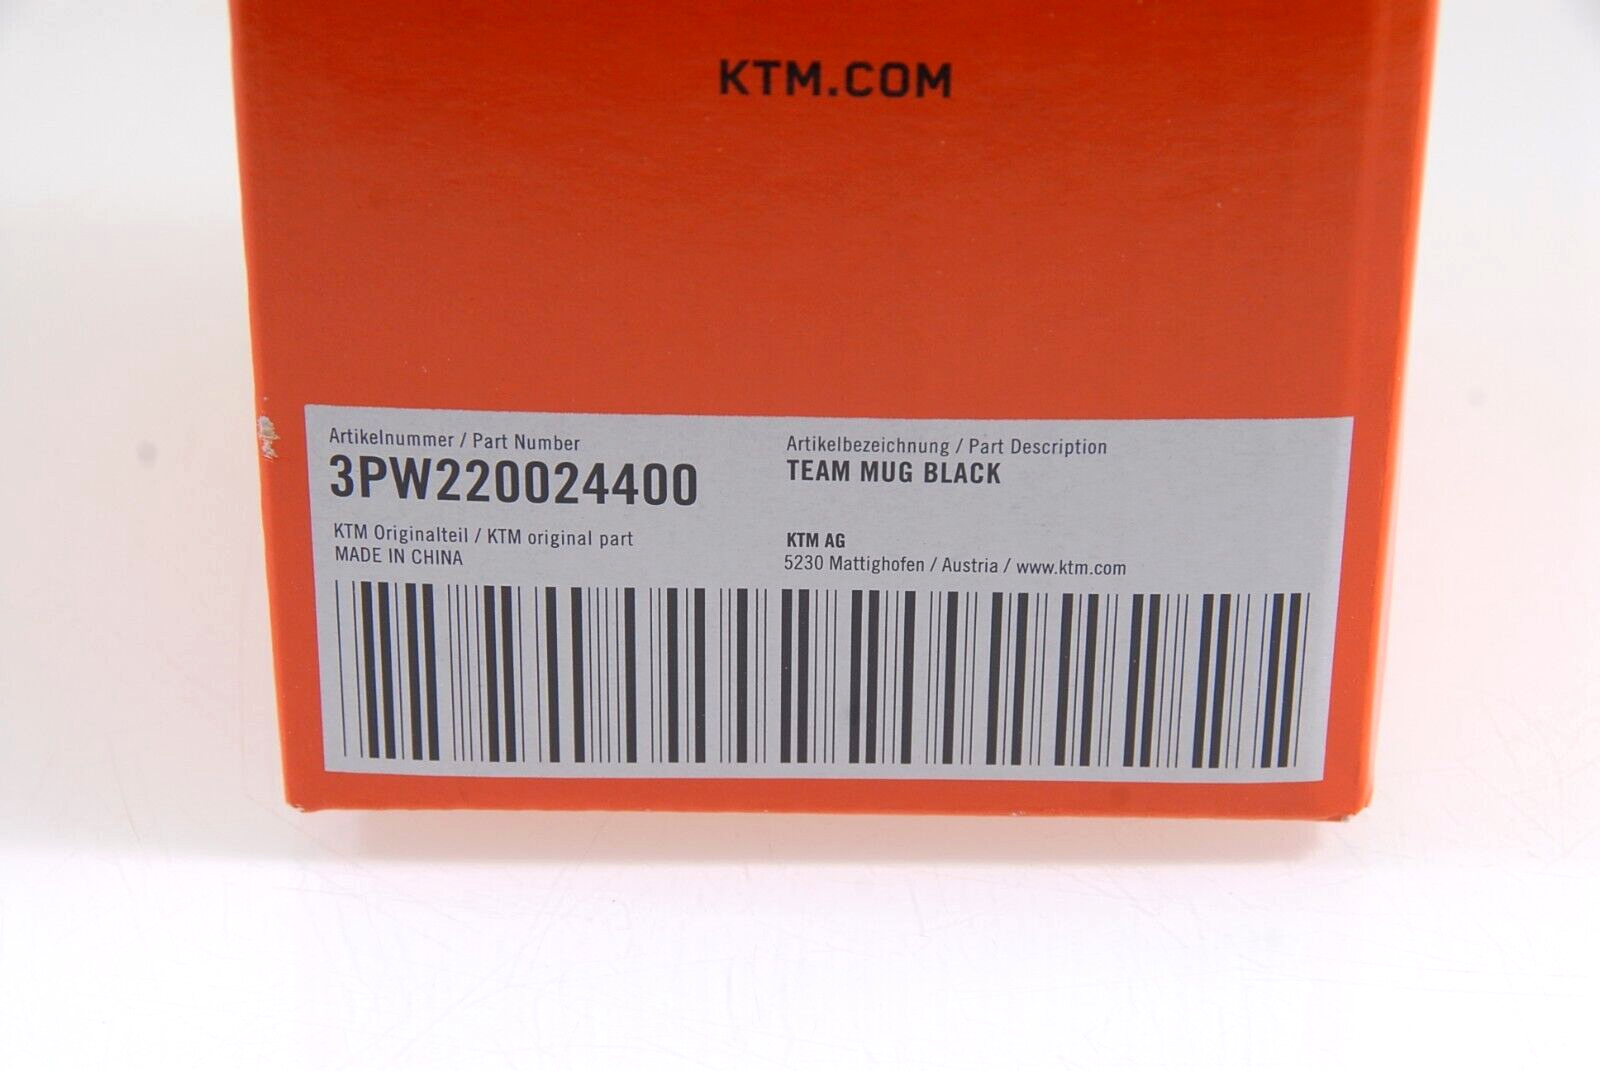 KTM.COM
Artikelnummer / Part Number
3PW220024400
KTM Originalteil / KTM original part
MADE IN CHINA
Artikelbezeichnung / Part Description
TEAM MUG BLACK
KTM AG
5230 Mattighofen / Austria / www.ktm.com